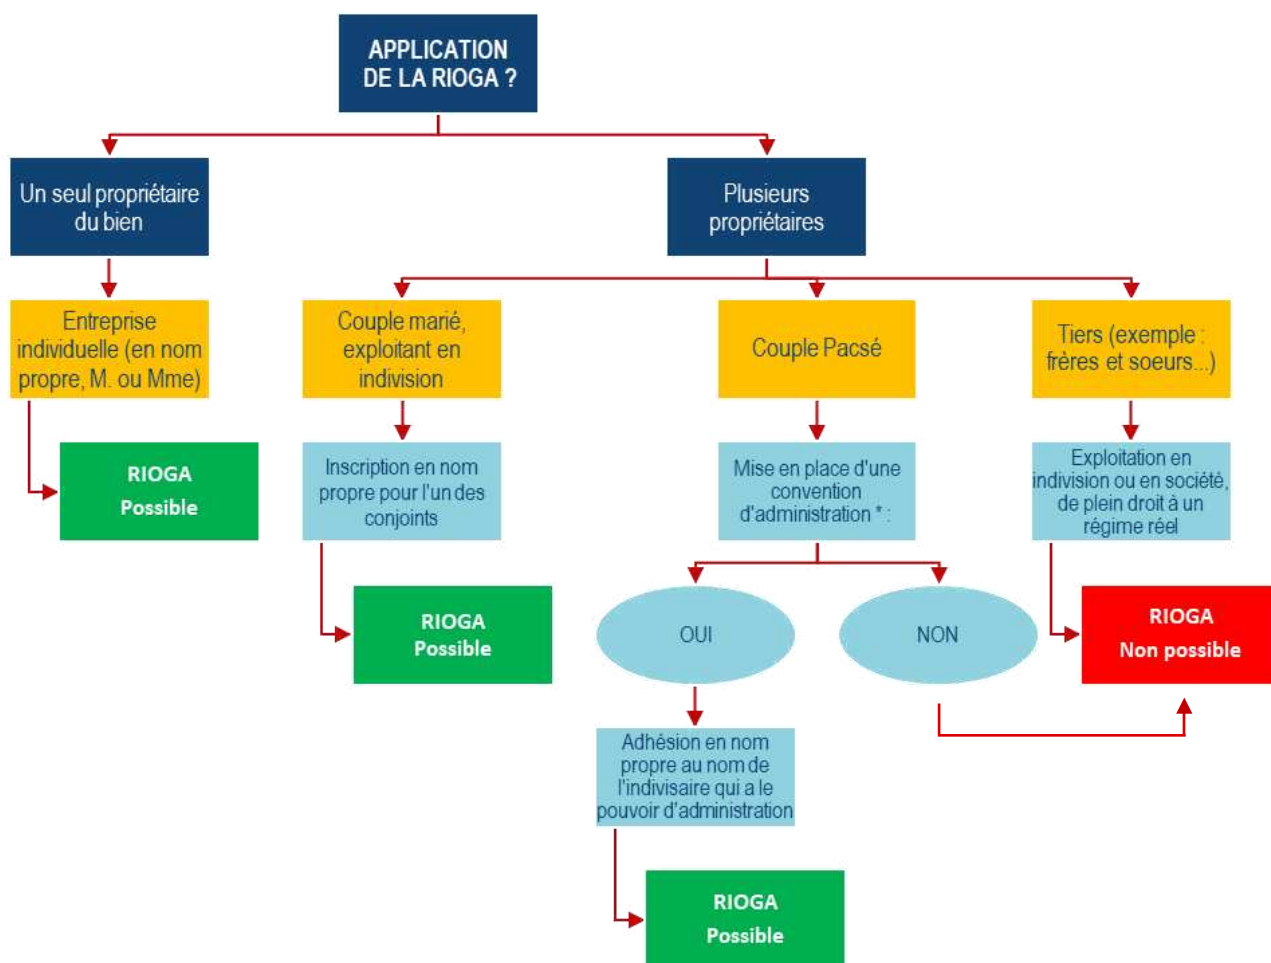 APPLICATION
DE LA RIOGA ?
Un seul propriétaire
du bien
Plusieurs
propriétaires
Entreprise
individuelle (en nom
propre, M. ou Mme)
Couple marié,
exploitant en
indivision
Couple Pacsé
Tiers (exemple :
frères et soeurs...)
RIOGA
Possible
Inscription en nom
propre pour l'un des
conjoints
Mise en place d'une
convention
d'administration * :
Exploitation en
indivision ou en société,
de plein droit à un
régime réel
RIOGA
Possible
OUI
NON
RIOGA
Non possible
Adhésion en nom
propre au nom de
l'indivisaire qui a le
pouvoir d'administration
RIOGA
Possible